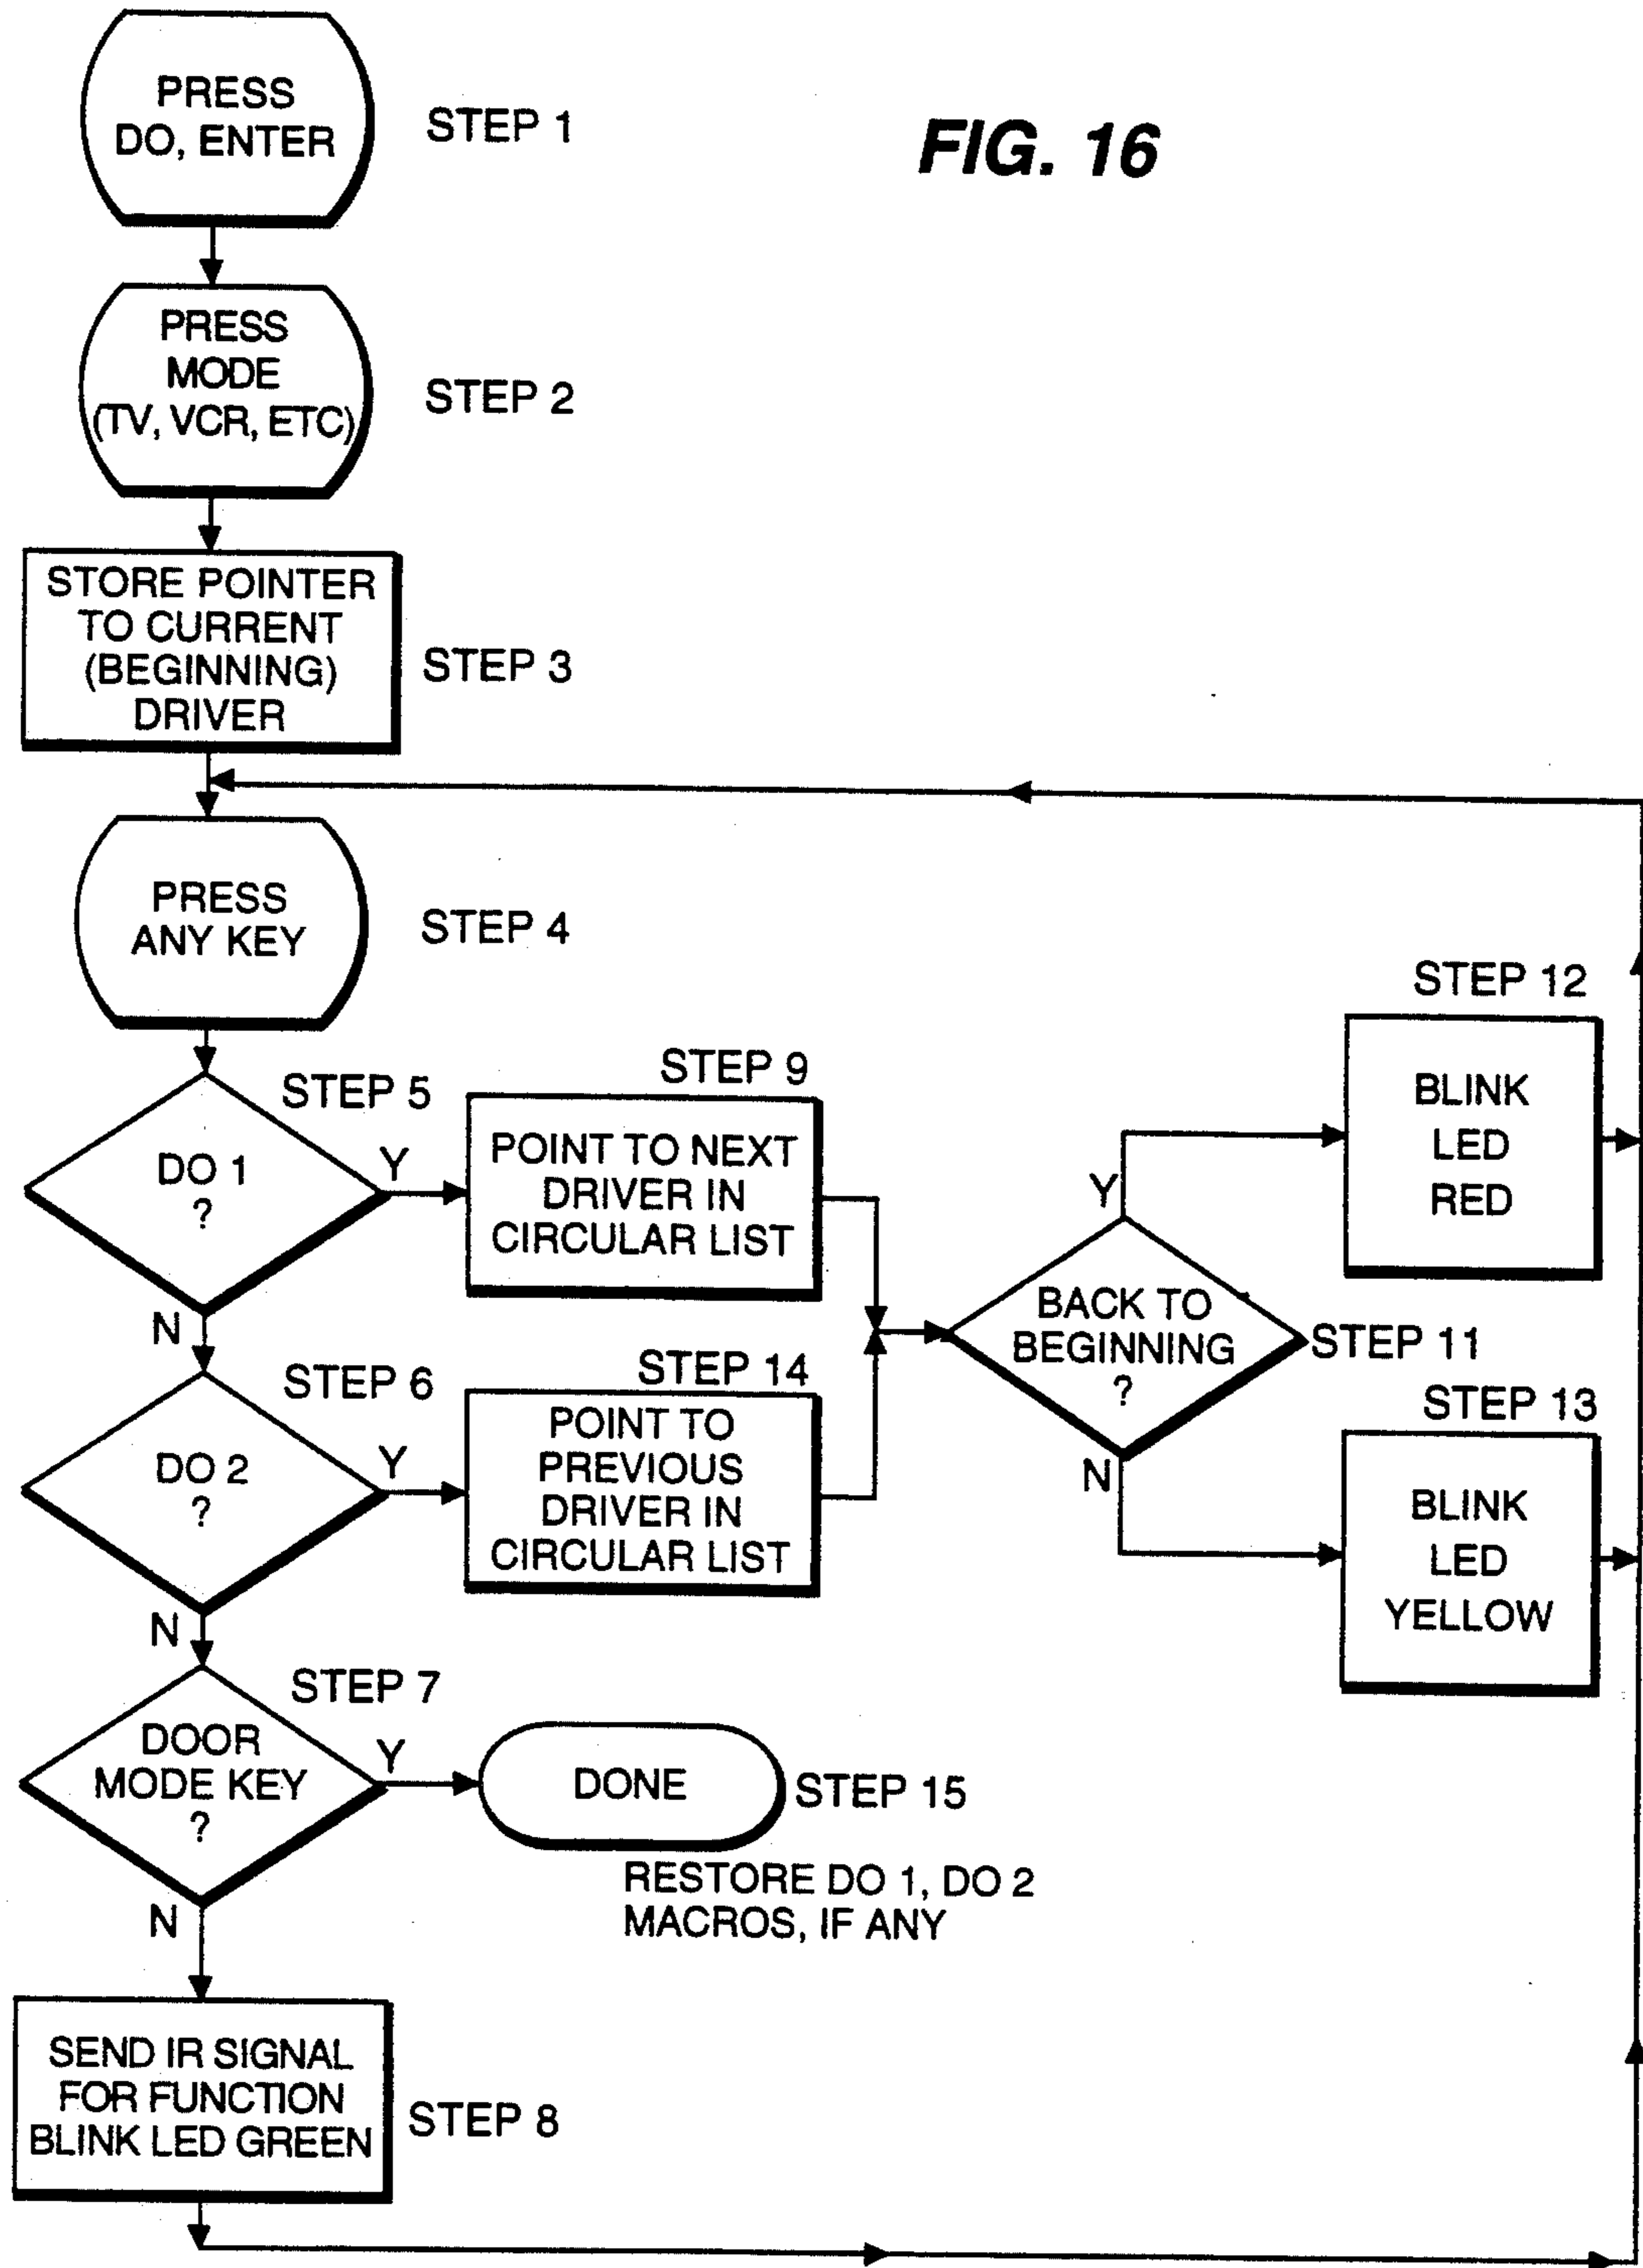 PRESS
DO, ENTER
STEP 1
FIG. 16
PRESS
MODE
(TV, VCR, ETC)
STEP 2
STORE POINTER
TO CURRENT
(BEGINNING)
DRIVER
STEP 3
PRESS
ANY KEY
STEP 4
STEP 5
DO 1
?
Y
N
STEP 9
POINT TO NEXT
DRIVER IN
CIRCULAR LIST
STEP 6
DO 2
?
Y
N
STEP 14
POINT TO
PREVIOUS
DRIVER IN
CIRCULAR LIST
BACK TO
BEGINNING
?
STEP 11
Y
N
STEP 12
BLINK
LED
RED
STEP 13
BLINK
LED
YELLOW
STEP 7
DOOR
MODE KEY
?
Y
N
DONE
STEP 15
RESTORE DO 1, DO 2
MACROS, IF ANY
SEND IR SIGNAL
FOR FUNCTION
BLINK LED GREEN
STEP 8